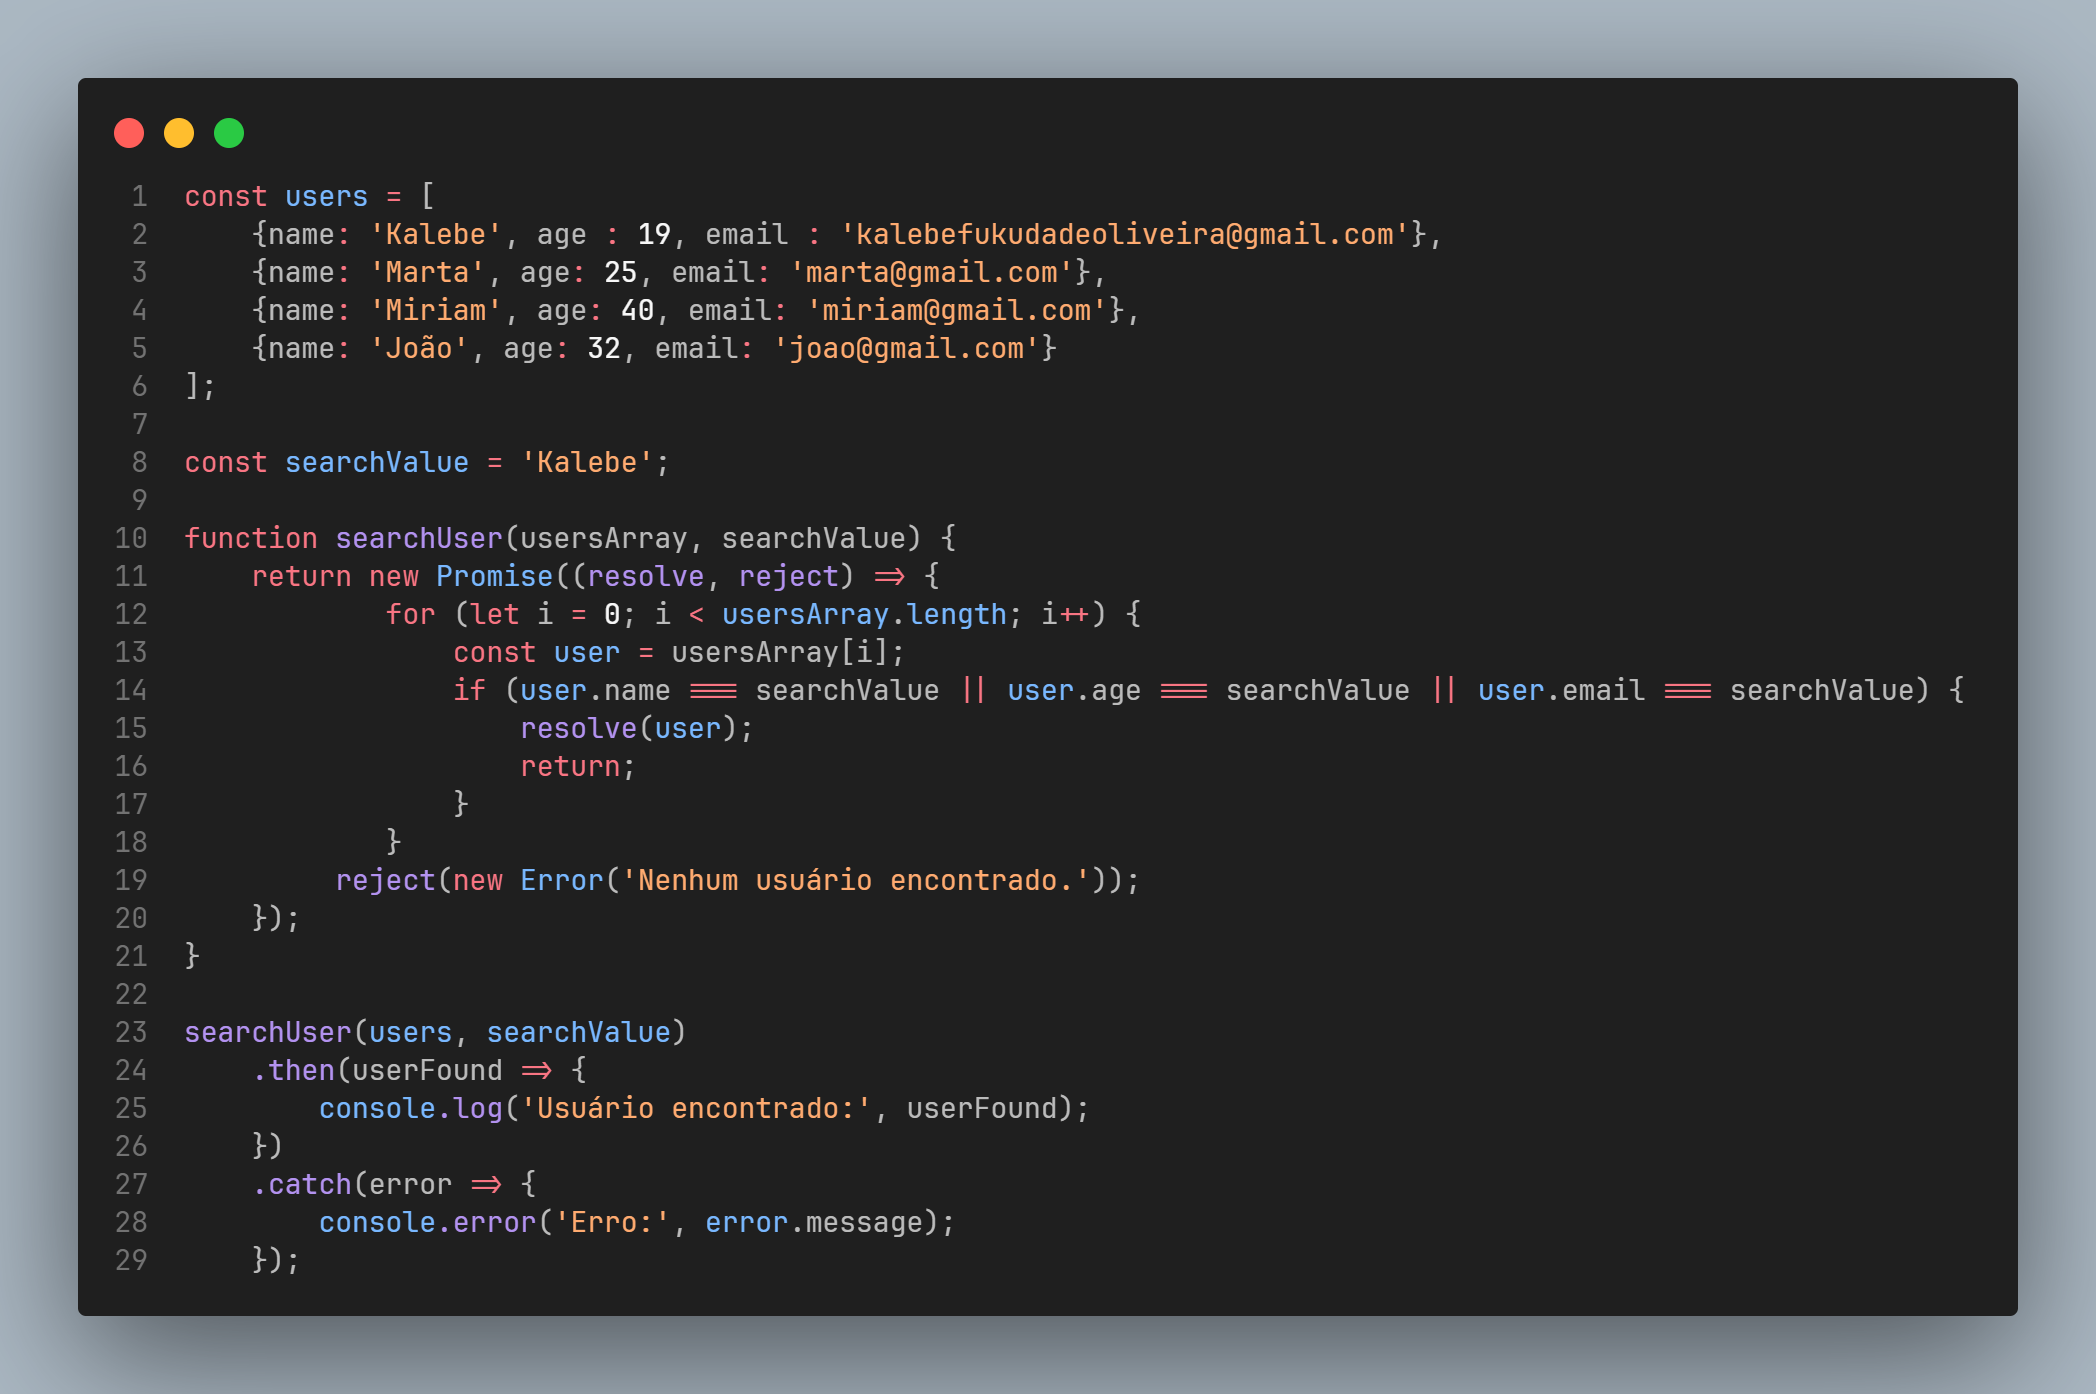 1 const users = [
2     {name: 'Kalebe', age : 19, email : 'kalebefukudadeoliveira@gmail.com'},
3     {name: 'Marta', age: 25, email: 'marta@gmail.com'},
4     {name: 'Miriam', age: 40, email: 'miriam@gmail.com'},
5     {name: 'João', age: 32, email: 'joao@gmail.com'}
6 ];
7
8 const searchValue = 'Kalebe';
9
10 function searchUser(usersArray, searchValue) {
11     return new Promise((resolve, reject) => {
12             for (let i = 0; i < usersArray.length; i++) {
13                 const user = usersArray[i];
14                 if (user.name === searchValue || user.age === searchValue || user.email === searchValue) {
15                     resolve(user);
16                     return;
17                 }
18             }
19          reject(new Error('Nenhum usuário encontrado.'));
20     });
21 }
22
23 searchUser(users, searchValue)
24     .then(userFound => {
25         console.log('Usuário encontrado:', userFound);
26     })
27     .catch(error => {
28         console.error('Erro:', error.message);
29     });